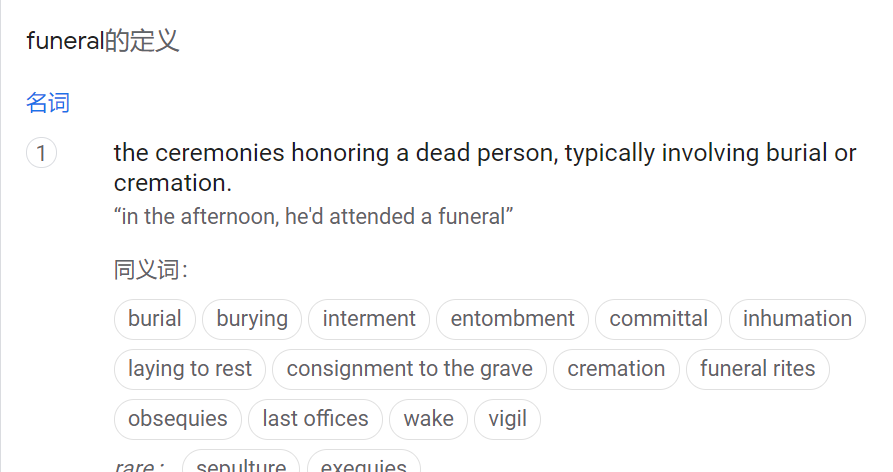 funeral的定义
名词
1 the ceremonies honoring a dead person, typically involving burial or
cremation.
“in the afternoon, he'd attended a funeral”
同义词：
burial burying interment entombment committal inhumation
laying to rest consignment to the grave cremation funeral rites
obsequies last offices wake vigil
rare： sepulture exequies